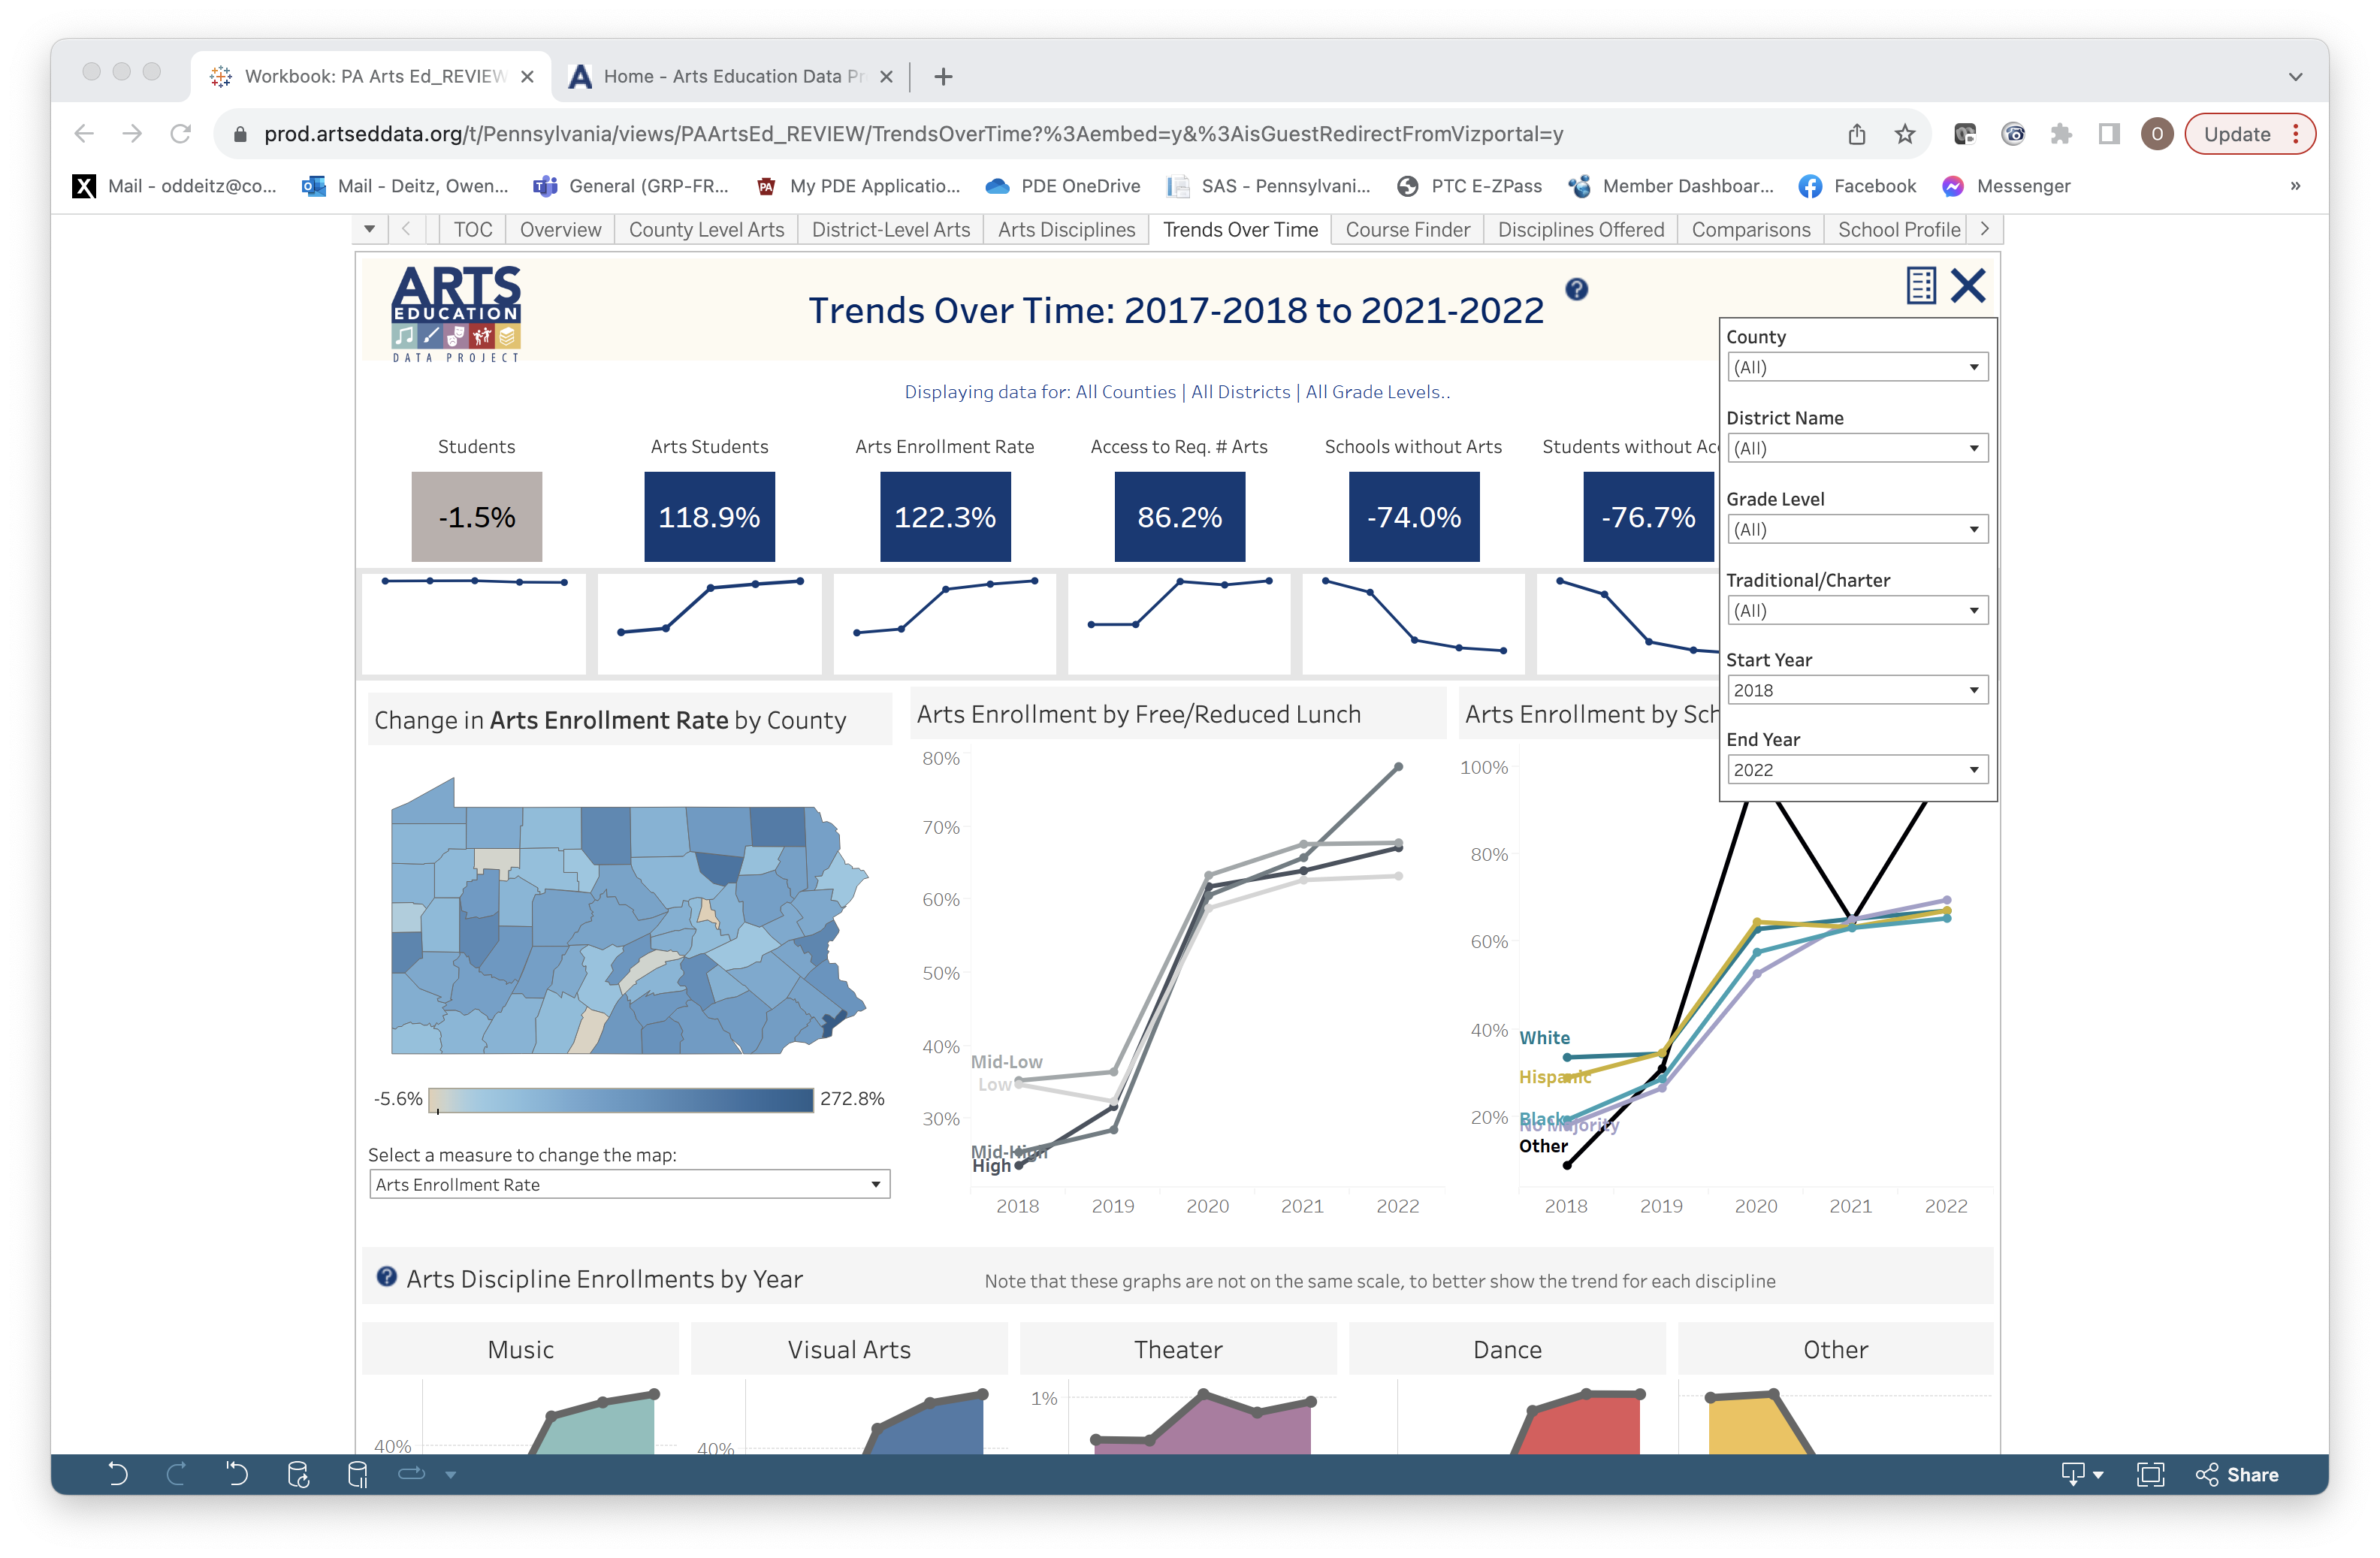 Workbook: PA Arts Ed_REVIEW
Home - Arts Education Data Pr
prod.artseddata.org/t/Pennsylvania/views/PAArtsEd_REVIEW/TrendsOverTime?%3Aembed=y&%3AisGuestRedirectFromVizportal=y
O
Update
Mail - oddeitz@co...
Mail - Deitz, Owen...
General (GRP-FR...
My PDE Applicatio...
PDE OneDrive
SAS - Pennsylvani...
PTC E-ZPass
Member Dashboar...
Facebook
Messenger
»
TOC
Overview
County Level Arts
District-Level Arts
Arts Disciplines
Trends Over Time
Course Finder
Disciplines Offered
Comparisons
School Profile
ARTS
EDUCATION
DATA PROJECT
Trends Over Time: 2017-2018 to 2021-2022
?
Displaying data for: All Counties | All Districts | All Grade Levels..
County
(All)
District Name
(All)
Grade Level
(All)
Traditional/Charter
(All)
Start Year
2018
End Year
2022
Students
Arts Students
Arts Enrollment Rate
Access to Req. # Arts
Schools without Arts
Students without Acc
-1.5%
118.9%
122.3%
86.2%
-74.0%
-76.7%
Change in Arts Enrollment Rate by County
-5.6%
272.8%
Select a measure to change the map:
Arts Enrollment Rate
Arts Enrollment by Free/Reduced Lunch
80%
70%
60%
50%
40%
30%
Mid-Low
Low
Mid-High
High
2018
2019
2020
2021
2022
Arts Enrollment by Sch
100%
80%
60%
40%
20%
White
Hispanic
Black
No Majority
Other
2018
2019
2020
2021
2022
?
Arts Discipline Enrollments by Year
Note that these graphs are not on the same scale, to better show the trend for each discipline
Music
Visual Arts
Theater
Dance
Other
40%
40%
1%
Share